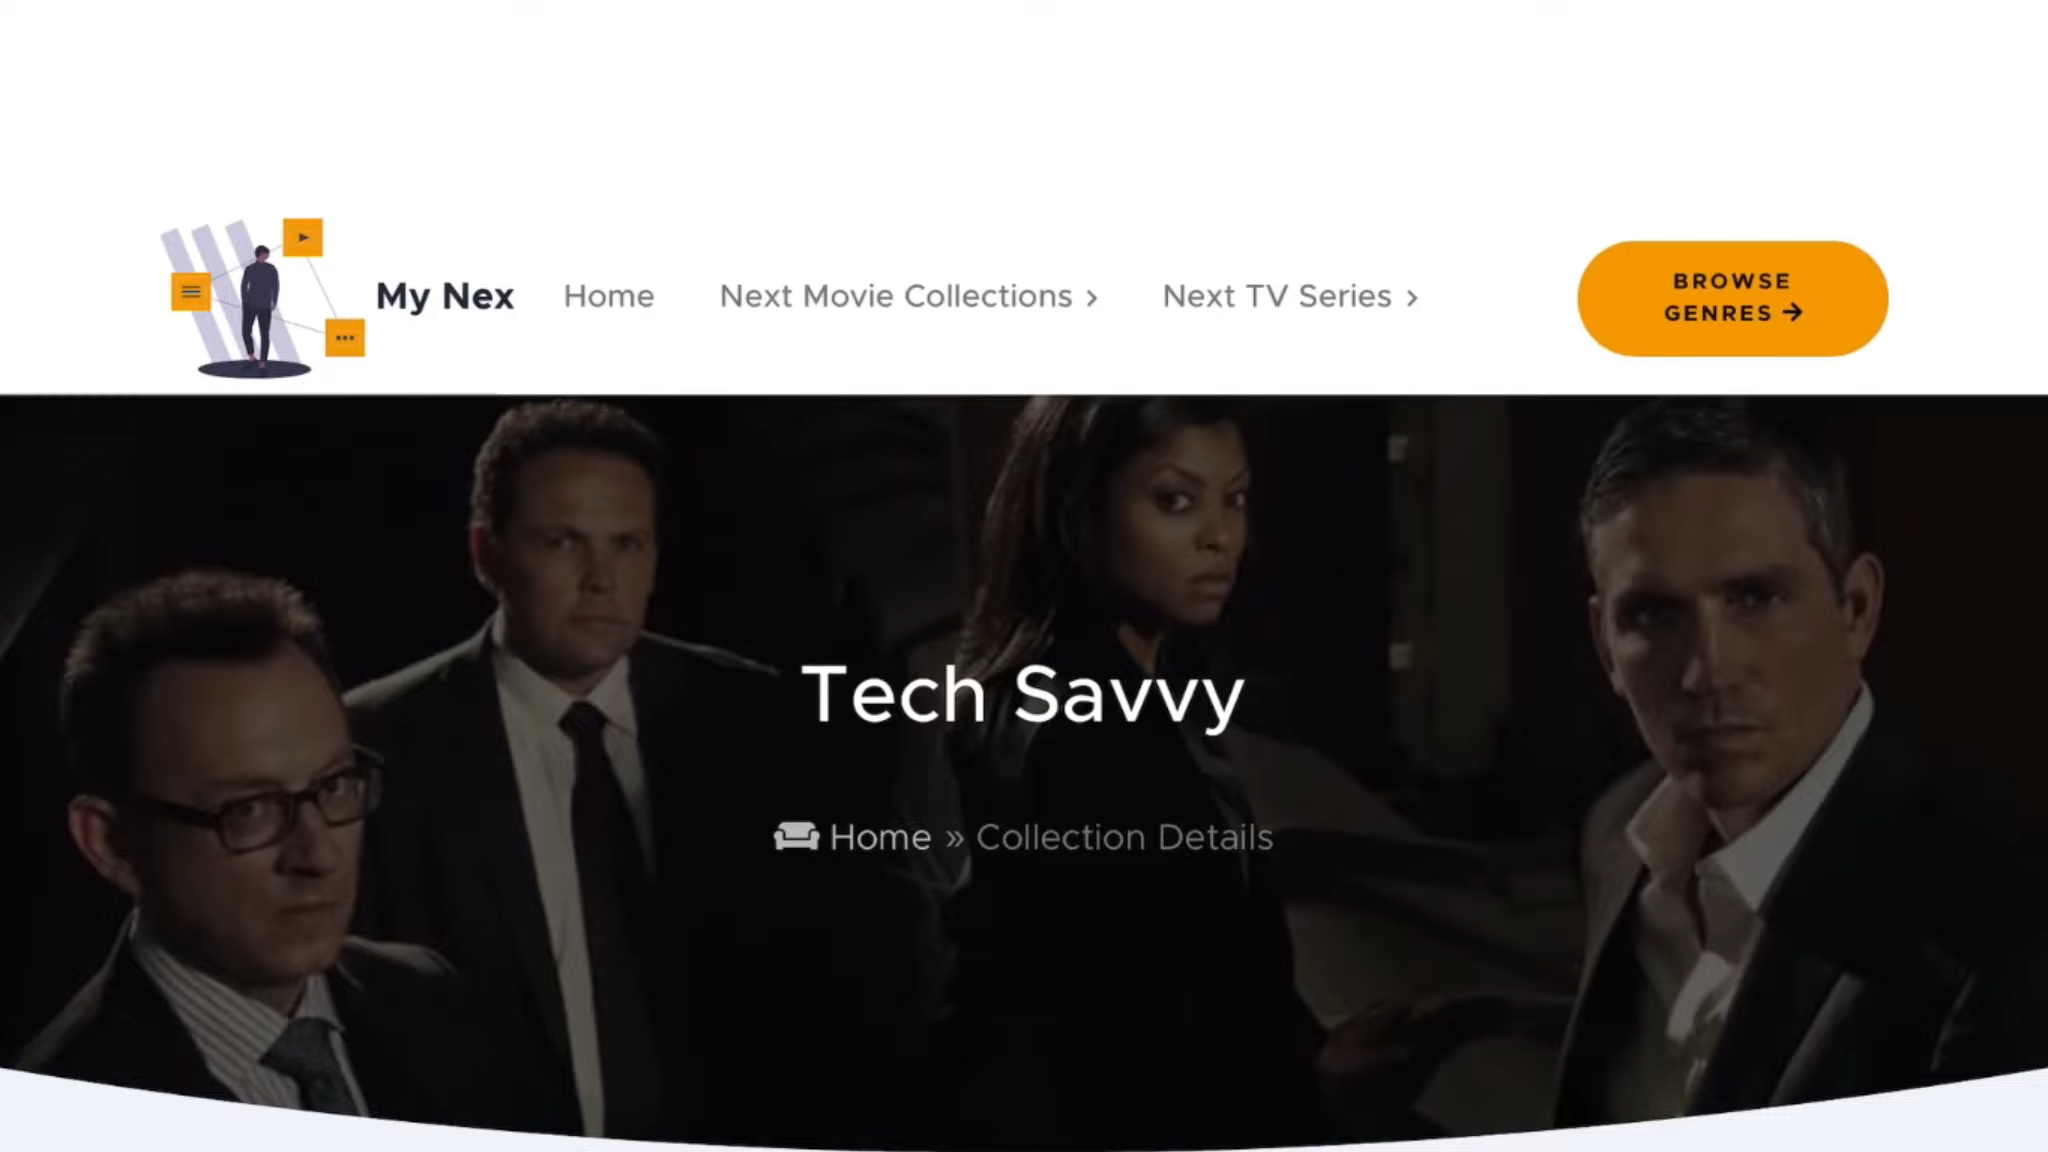 My Nex
Home
Next Movie Collections
Next TV Series
BROWSE
GENRES →
Tech Savvy
Home » Collection Details